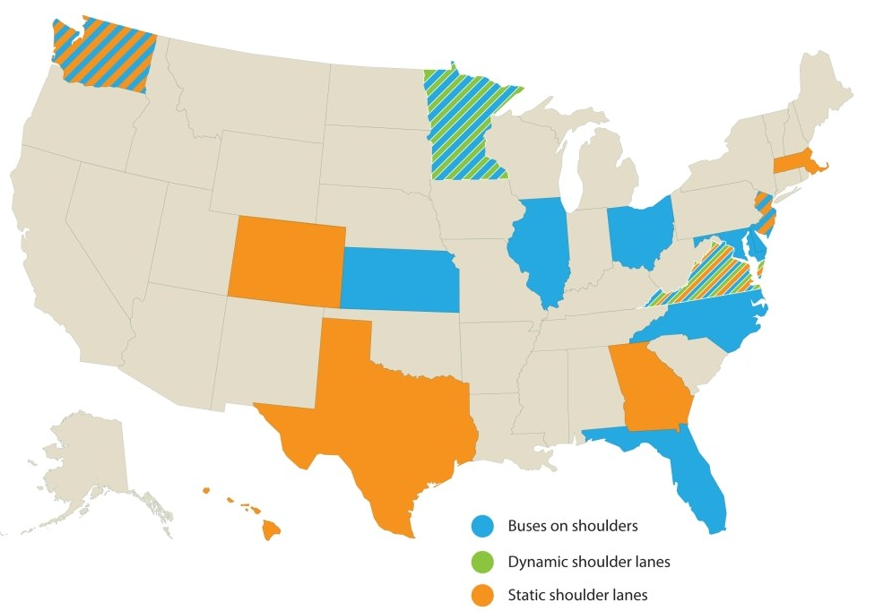 Buses on shoulders
Dynamic shoulder lanes
Static shoulder lanes